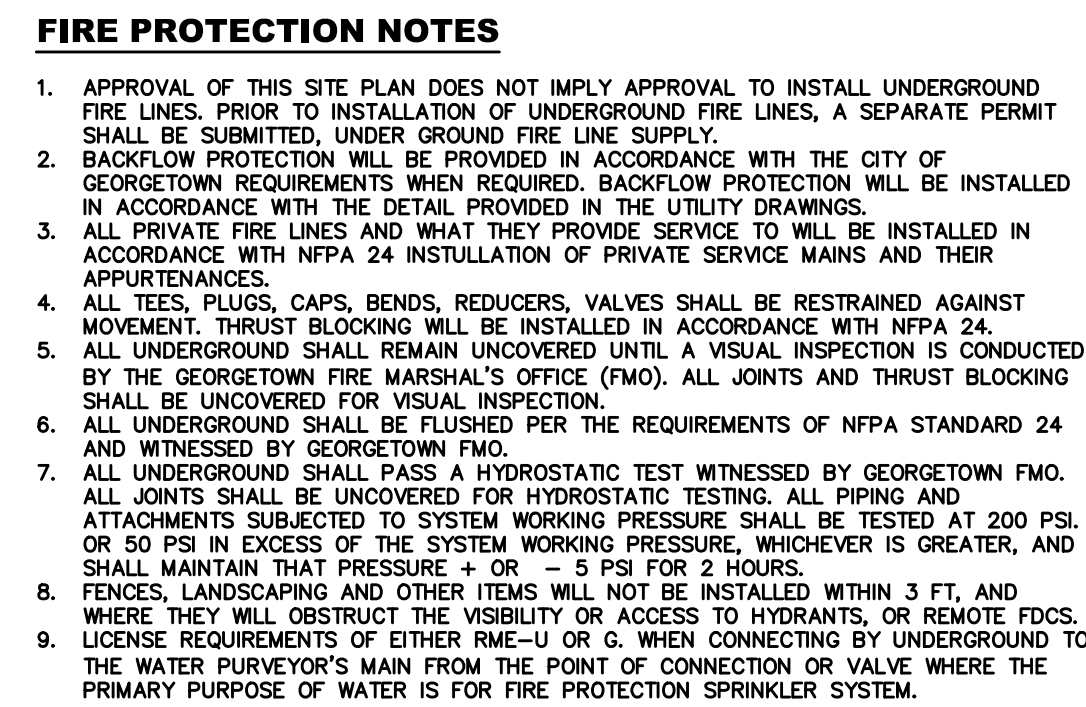 FIRE PROTECTION NOTES
1. APPROVAL OF THIS SITE PLAN DOES NOT IMPLY APPROVAL TO INSTALL UNDERGROUND
FIRE LINES. PRIOR TO INSTALLATION OF UNDERGROUND FIRE LINES, A SEPARATE PERMIT
SHALL BE SUBMITTED, UNDER GROUND FIRE LINE SUPPLY.
2. BACKFLOW PROTECTION WILL BE PROVIDED IN ACCORDANCE WITH THE CITY OF
GEORGETOWN REQUIREMENTS WHEN REQUIRED. BACKFLOW PROTECTION WILL BE INSTALLED
IN ACCORDANCE WITH THE DETAIL PROVIDED IN THE UTILITY DRAWINGS.
3. ALL PRIVATE FIRE LINES AND WHAT THEY PROVIDE SERVICE TO WILL BE INSTALLED IN
ACCORDANCE WITH NFPA 24 INSTULLATION OF PRIVATE SERVICE MAINS AND THEIR
APPURTENANCES.
4. ALL TEES, PLUGS, CAPS, BENDS, REDUCERS, VALVES SHALL BE RESTRAINED AGAINST
MOVEMENT. THRUST BLOCKING WILL BE INSTALLED IN ACCORDANCE WITH NFPA 24.
5. ALL UNDERGROUND SHALL REMAIN UNCOVERED UNTIL A VISUAL INSPECTION IS CONDUCTED
BY THE GEORGETOWN FIRE MARSHAL'S OFFICE (FMO). ALL JOINTS AND THRUST BLOCKING
SHALL BE UNCOVERED FOR VISUAL INSPECTION.
6. ALL UNDERGROUND SHALL BE FLUSHED PER THE REQUIREMENTS OF NFPA STANDARD 24
AND WITNESSED BY GEORGETOWN FMO.
7. ALL UNDERGROUND SHALL PASS A HYDROSTATIC TEST WITNESSED BY GEORGETOWN FMO.
ALL JOINTS SHALL BE UNCOVERED FOR HYDROSTATIC TESTING. ALL PIPING AND
ATTACHMENTS SUBJECTED TO SYSTEM WORKING PRESSURE SHALL BE TESTED AT 200 PSI.
OR 50 PSI IN EXCESS OF THE SYSTEM WORKING PRESSURE, WHICHEVER IS GREATER, AND
SHALL MAINTAIN THAT PRESSURE + OR - 5 PSI FOR 2 HOURS.
8. FENCES, LANDSCAPING AND OTHER ITEMS WILL NOT BE INSTALLED WITHIN 3 FT, AND
WHERE THEY WILL OBSTRUCT THE VISIBILITY OR ACCESS TO HYDRANTS, OR REMOTE FDCS.
9. LICENSE REQUIREMENTS OF EITHER RME-U OR G. WHEN CONNECTING BY UNDERGROUND TO
THE WATER PURVEYOR'S MAIN FROM THE POINT OF CONNECTION OR VALVE WHERE THE
PRIMARY PURPOSE OF WATER IS FOR FIRE PROTECTION SPRINKLER SYSTEM.